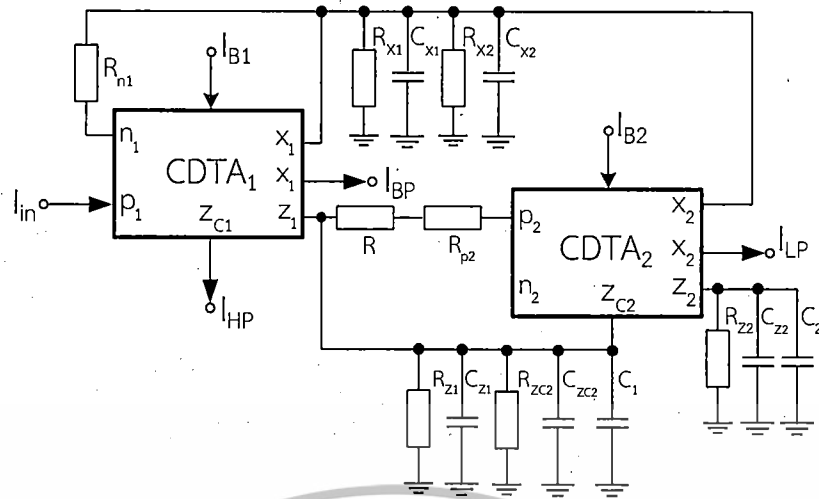 R_X1 C_X1 R_X2 C_X2
R_n1 I_B1
n_1 X_1 I_B2
CDTA_1 X_1 I_BP
I_in p_1 Z_C1 Z_1 p_2 X_2
R R_p2 CDTA_2 X_2 I_LP
I_HP n_2 Z_C2 Z_2
R_Z2 C_Z2 C_2
R_Z1 C_Z1 R_ZC2 C_ZC2 C_1